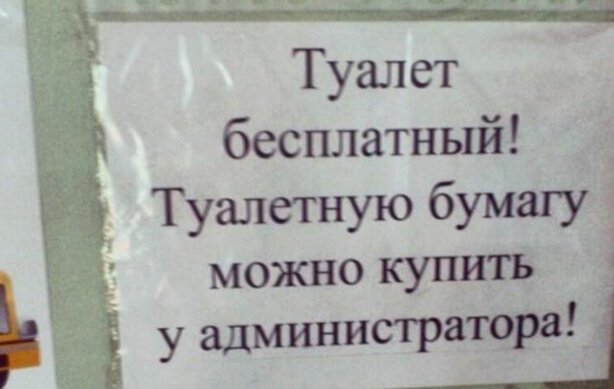 Туалет
бесплатный!
Туалетную бумагу
можно купить
у администратора!